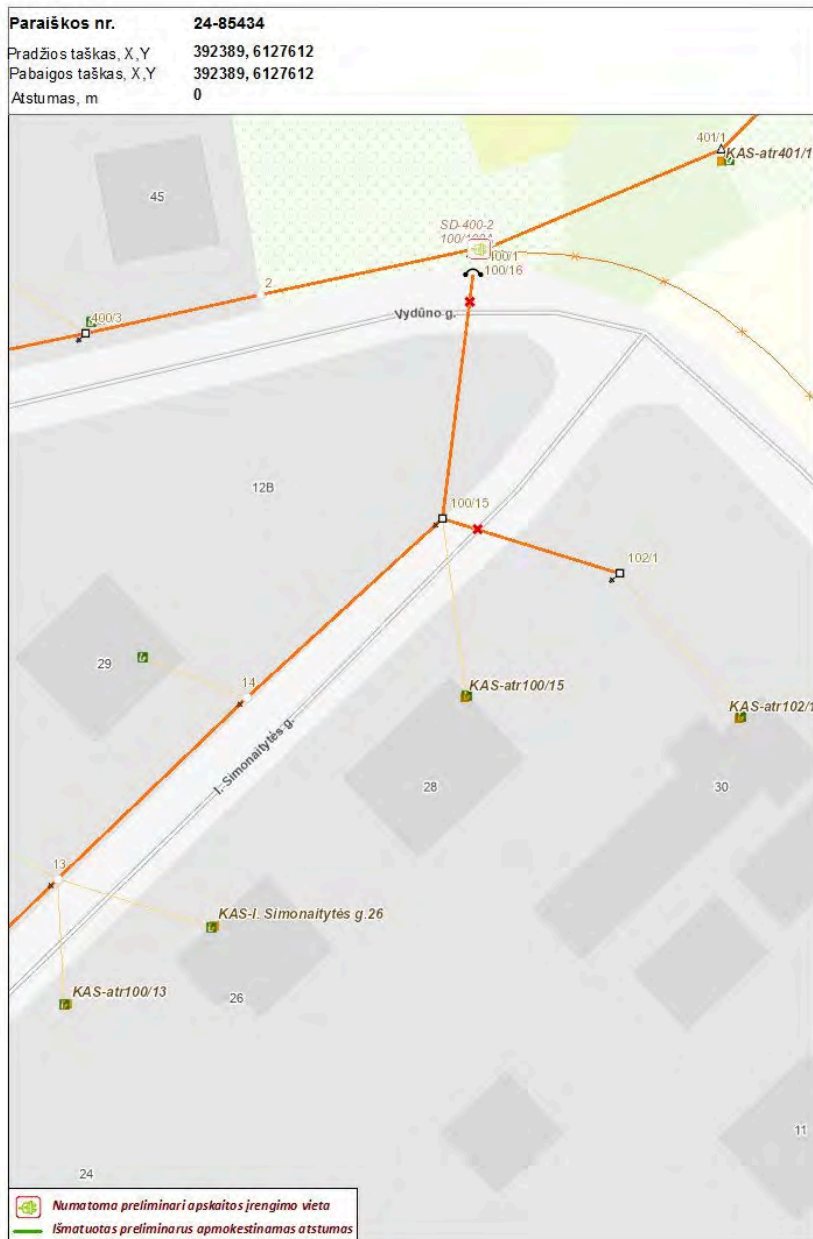 Paraiškos nr. 24-85434
Pradžios taškas, X,Y 392389, 6127612
Pabaigos taškas, X,Y 392389, 6127612
Atstumas, m 0
401/1
KAS-atr401/1
45
SD-400-2
100/16
2
400/3
Vydūno g.
12B
100/15
102/1
29
14
KAS-atr100/15
KAS-atr102/1
I. Simonaitytės g.
28
30
13
KAS-I. Simonaitytės g.26
KAS-atr100/13
26
11
24
Numatoma preliminari apskaitos įrengimo vieta
Išmatuotas preliminarus apmokestinamas atstumas